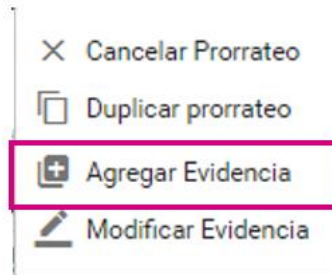 Cancelar Prorrateo
Duplicar prorrateo
Agregar Evidencia
Modificar Evidencia